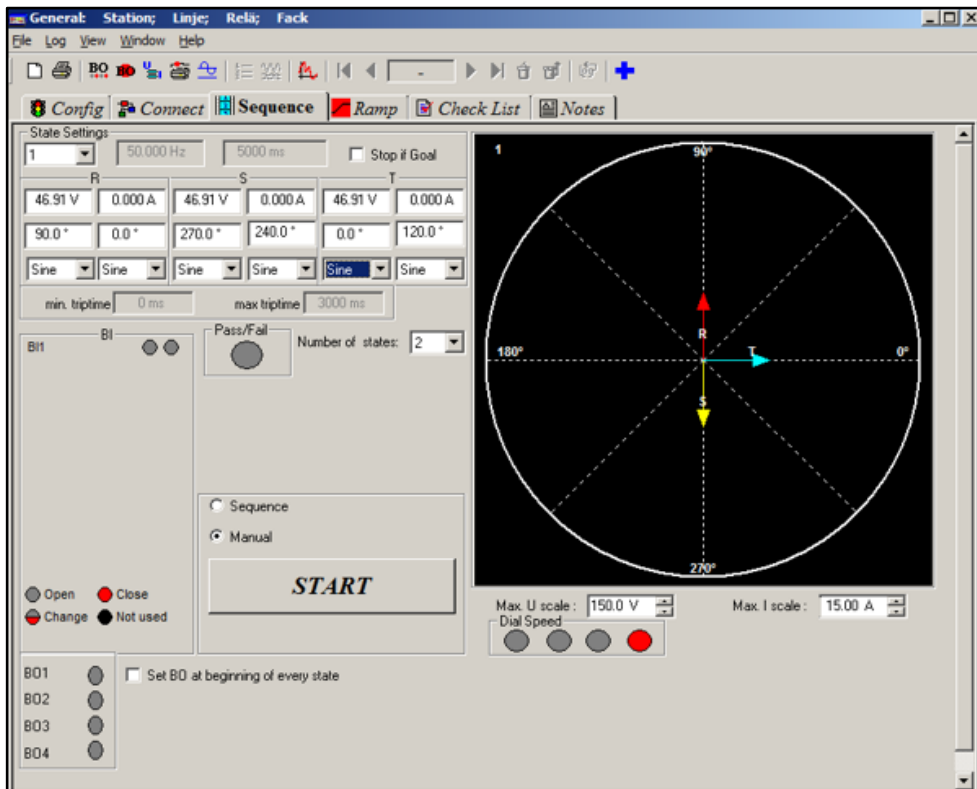 General: Station; Linje; Relä; Fack
File Log View Window Help
BO
-
Config Connect Sequence Ramp Check List Notes
State Settings
1 50.000 Hz 5000 ms Stop if Goal
R S T
46.91 V 0.000 A 46.91 V 0.000 A 46.91 V 0.000 A
90.0 ° 0.0 ° 270.0 ° 240.0 ° 0.0 ° 120.0 °
Sine Sine Sine Sine Sine Sine
min. triptime 0 ms max triptime 3000 ms
BI
BI1
Pass/Fail
Number of states: 2
Sequence
Manual
START
Open Close
Change Not used
BO1
BO2
BO3
BO4
Set BO at beginning of every state
1
90°
R
180°
T
0°
S
270°
Max. U scale : 150.0 V Max. I scale : 15.00 A
Dial Speed